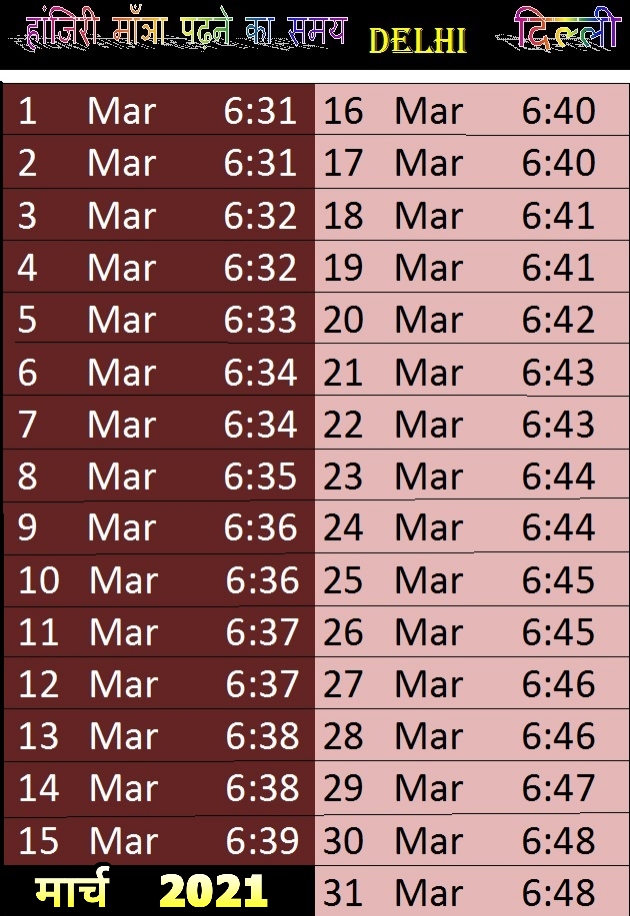 हांजिरी माँत्रा पढ़ने का समय DELHI दिल्ली
1 Mar 6:31
2 Mar 6:31
3 Mar 6:32
4 Mar 6:32
5 Mar 6:33
6 Mar 6:34
7 Mar 6:34
8 Mar 6:35
9 Mar 6:36
10 Mar 6:36
11 Mar 6:37
12 Mar 6:37
13 Mar 6:38
14 Mar 6:38
15 Mar 6:39
मार्च 2021
16 Mar 6:40
17 Mar 6:40
18 Mar 6:41
19 Mar 6:41
20 Mar 6:42
21 Mar 6:43
22 Mar 6:43
23 Mar 6:44
24 Mar 6:44
25 Mar 6:45
26 Mar 6:45
27 Mar 6:46
28 Mar 6:46
29 Mar 6:47
30 Mar 6:48
31 Mar 6:48